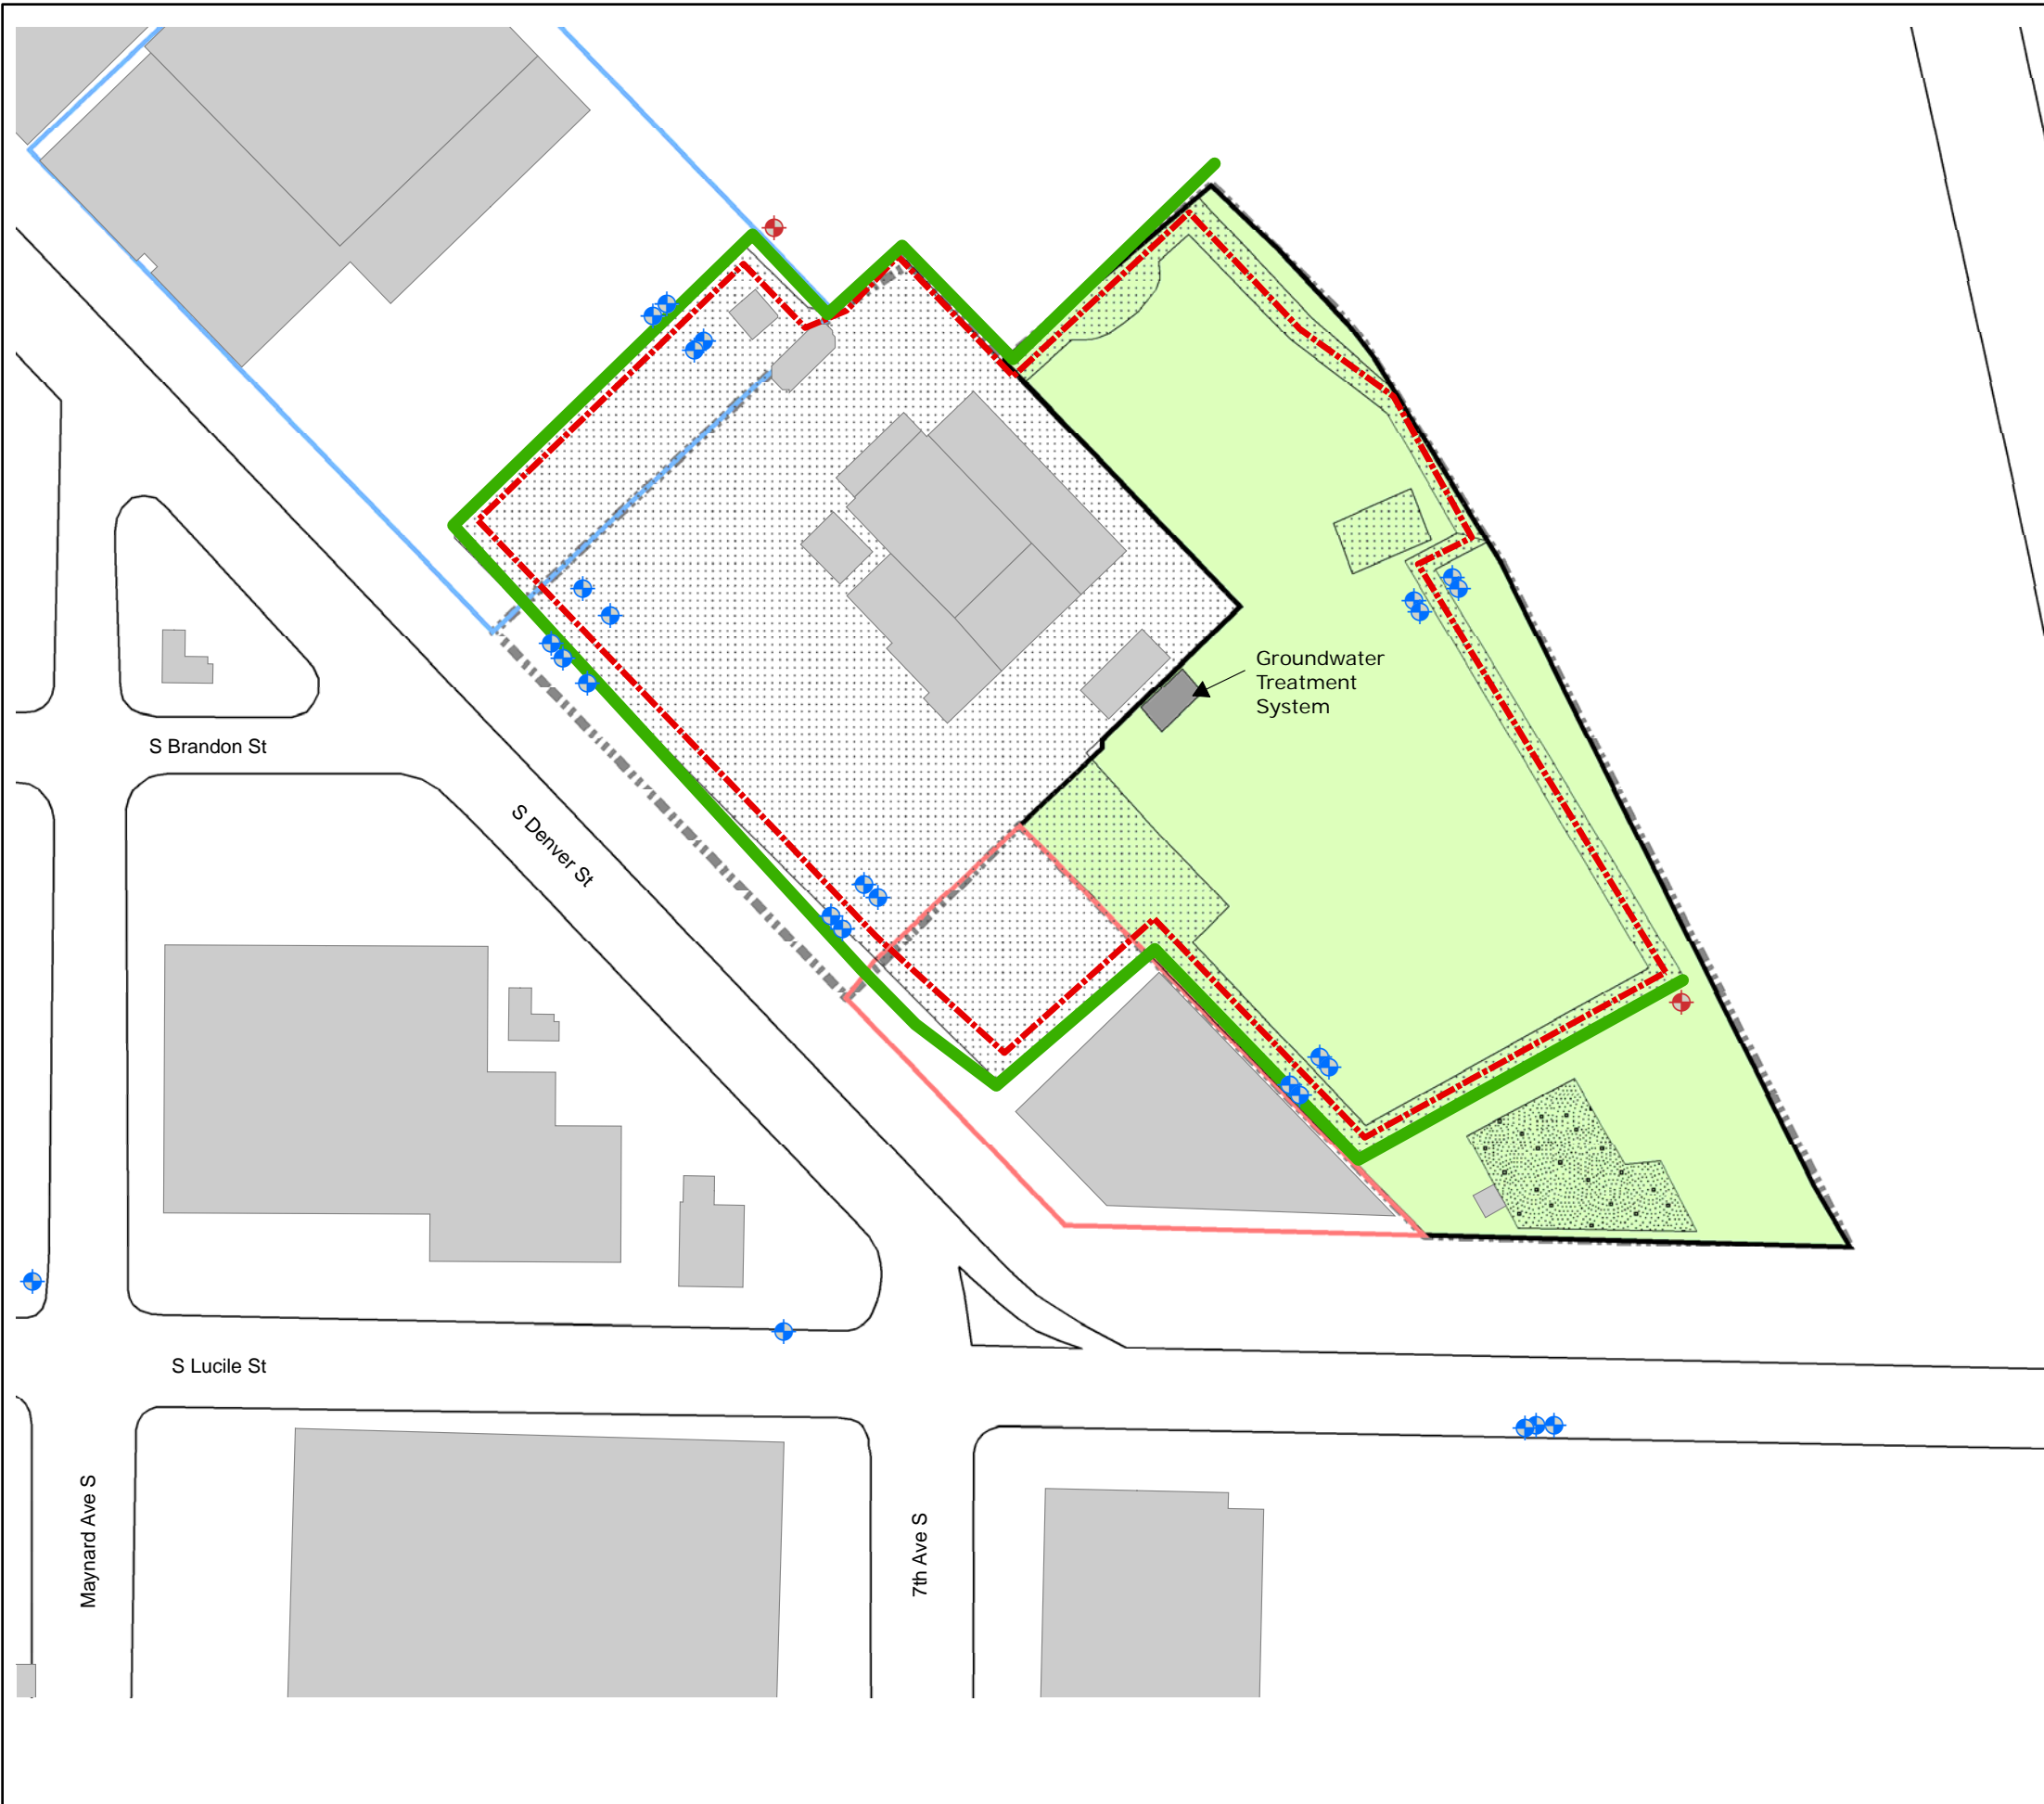 Groundwater
Treatment
System
S Brandon St
S Denver St
S Lucile St
Maynard Ave S
7th Ave S